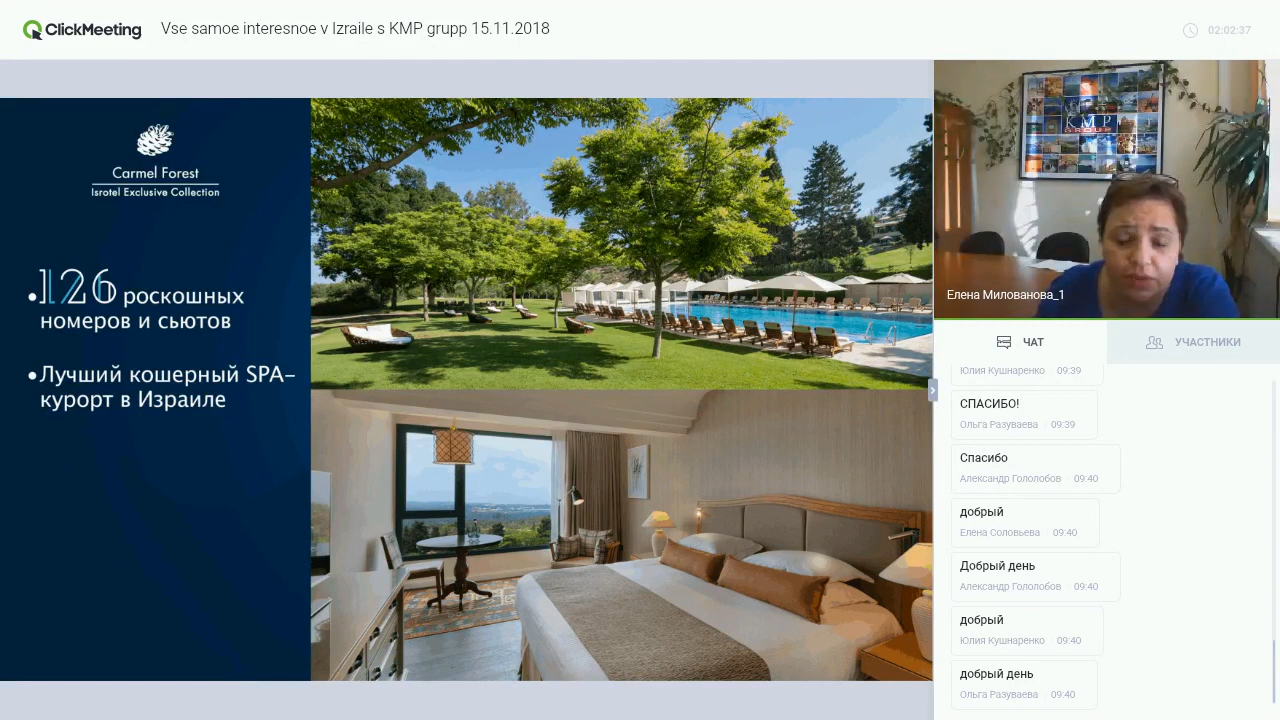 ClickMeeting
Vse samoe interesnoe v Izraile s KMP grupp 15.11.2018
02:02:37
Carmel Forest
Isrotel Exclusive Collection
•126 роскошных
номеров и сьютов
•Лучший кошерный SPA–
курорт в Израиле
KMP
GROUP
Елена Милованова_1
ЧАТ
УЧАСТНИКИ
Юлия Кушнаренко 09:39
СПАСИБО!
Ольга Разуваева 09:39
Спасибо
Александр Гололобов 09:40
добрый
Елена Соловьева 09:40
Добрый день
Александр Гололобов 09:40
добрый
Юлия Кушнаренко 09:40
добрый день
Ольга Разуваева 09:40